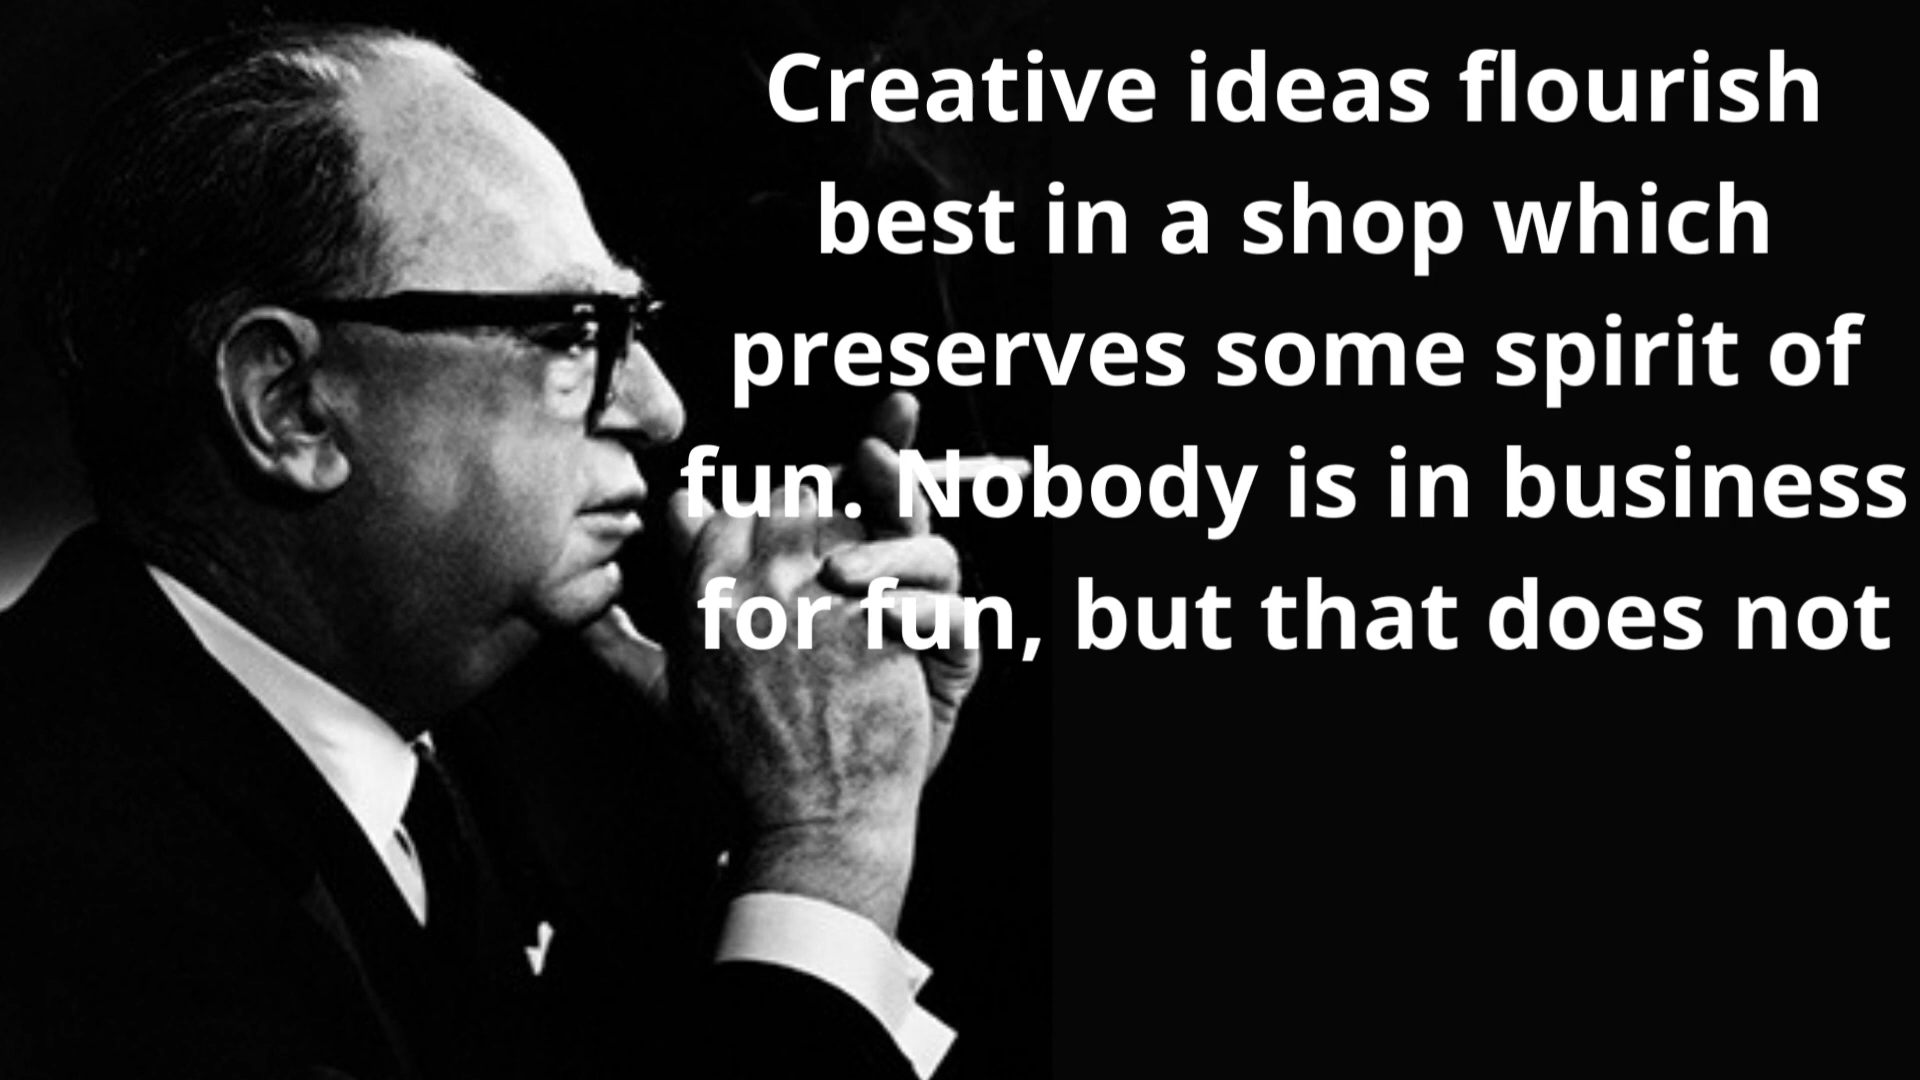 Creative ideas flourish
best in a shop which
preserves some spirit of
fun. Nobody is in business
for fun, but that does not